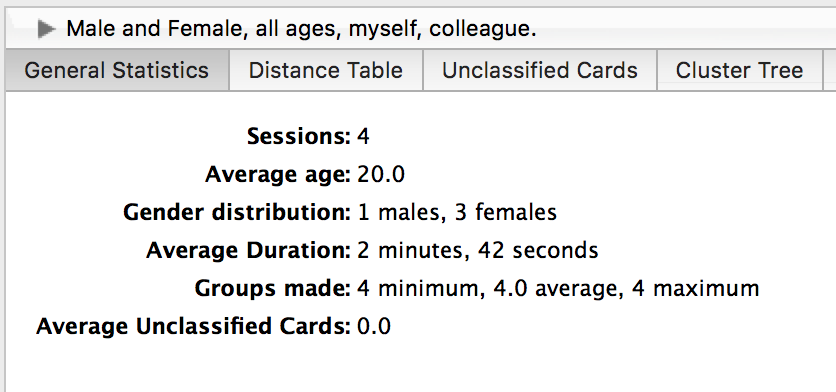 Male and Female, all ages, myself, colleague.
General Statistics Distance Table Unclassified Cards Cluster Tree
Sessions: 4
Average age: 20.0
Gender distribution: 1 males, 3 females
Average Duration: 2 minutes, 42 seconds
Groups made: 4 minimum, 4.0 average, 4 maximum
Average Unclassified Cards: 0.0